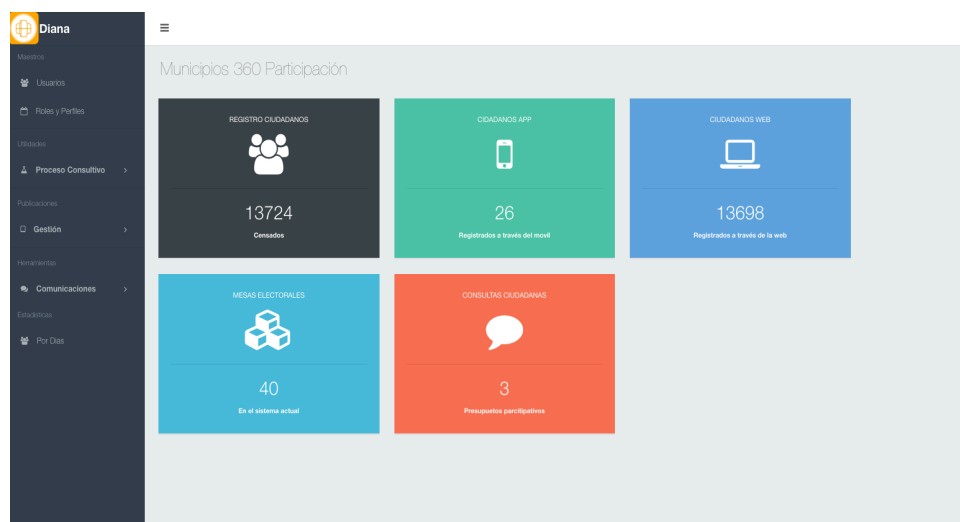 Diana
Maestros
Usuarios
Roles y Perfiles
Utilidades
Proceso Consultivo
Publicaciones
Gestión
Herramientas
Comunicaciones
Estadisticas
Por Dias
Municipios 360 Participación
REGISTRO CIUDADANOS
13724
Censados
CIDADANOS APP
26
Registrados a través del movil
CIUDADANOS WEB
13698
Registrados a través de la web
MESAS ELECTORALES
40
En el sistema actual
CONSULTAS CIUDADANAS
3
Presupuetos parcitipativos